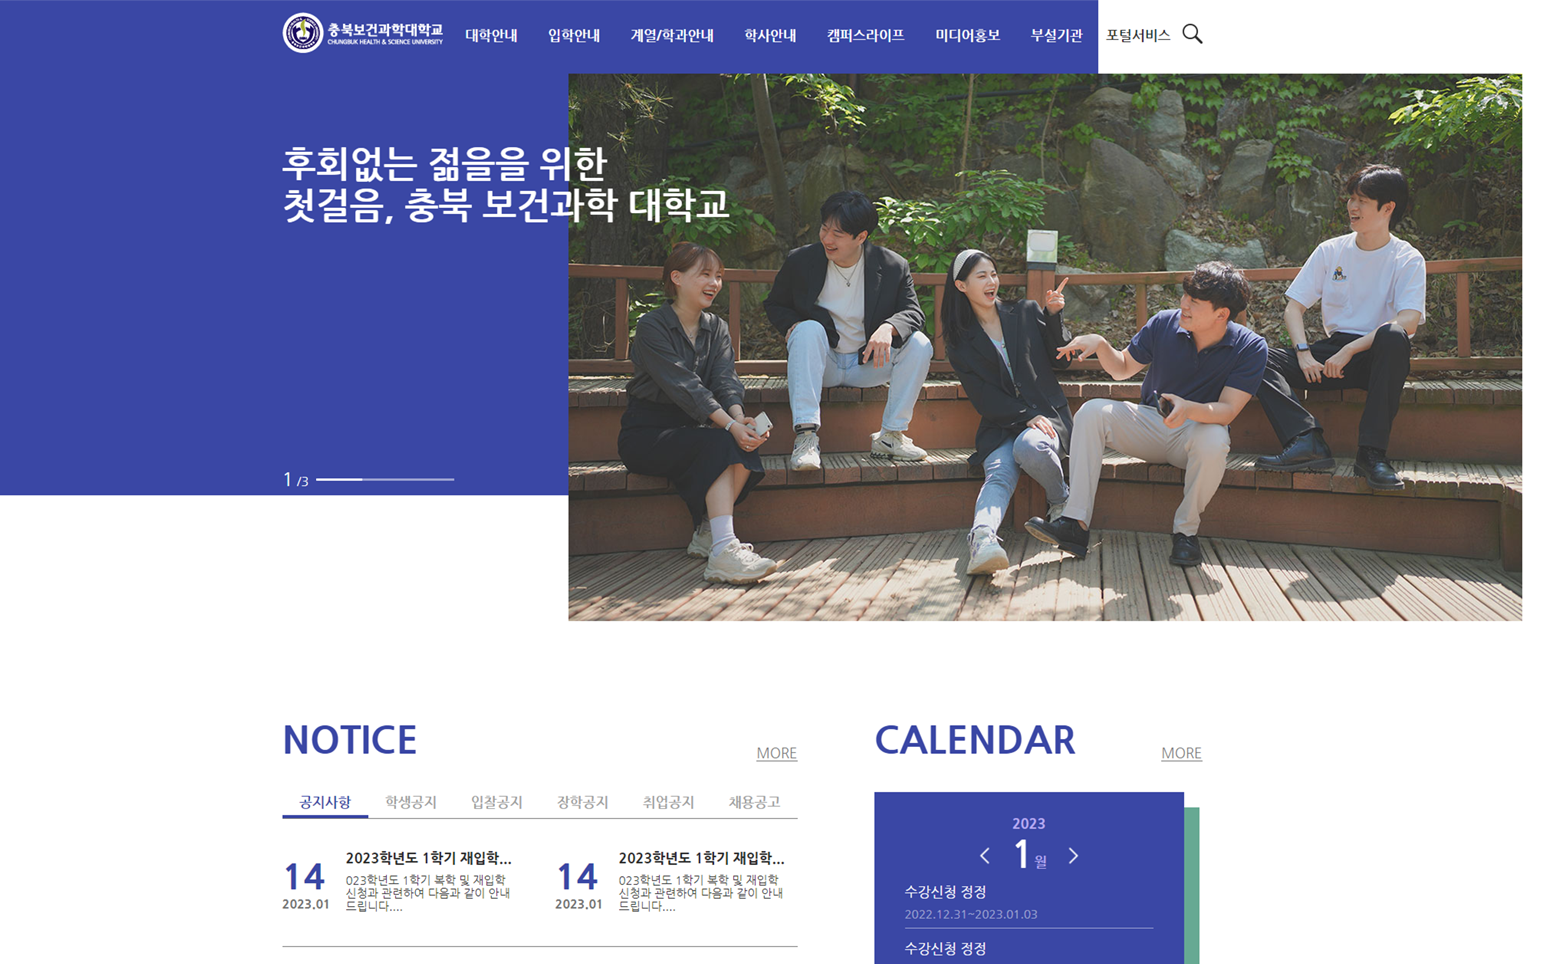 충북보건과학대학교
CHUNGBUK HEALTH & SCIENCE UNIVERSITY
대학안내 입학안내 계열/학과안내 학사안내 캠퍼스라이프 미디어홍보 부설기관 포털서비스
후회없는 젊을을 위한
첫걸음, 충북 보건과학 대학교
1 /3
NOTICE
MORE
공지사항 학생공지 입찰공지 장학공지 취업공지 채용공고
14
2023.01
2023학년도 1학기 재입학...
023학년도 1학기 복학 및 재입학
신청과 관련하여 다음과 같이 안내
드립니다....
14
2023.01
2023학년도 1학기 재입학...
023학년도 1학기 복학 및 재입학
신청과 관련하여 다음과 같이 안내
드립니다....
CALENDAR
MORE
2023
1 월
수강신청 정정
2022.12.31~2023.01.03
수강신청 정정